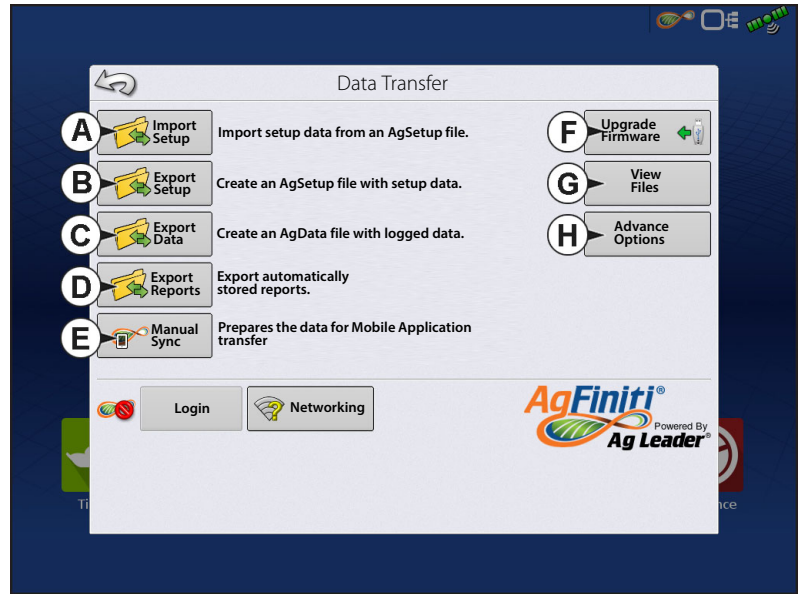 Data Transfer
A
Import
Setup
Import setup data from an AgSetup file.
F
Upgrade
Firmware
B
Export
Setup
Create an AgSetup file with setup data.
G
View
Files
C
Export
Data
Create an AgData file with logged data.
H
Advance
Options
D
Export
Reports
Export automatically
stored reports.
E
Manual
Sync
Prepares the data for Mobile Application
transfer
Login
Networking
AgFiniti®
Powered By
Ag Leader®
Ti
nce